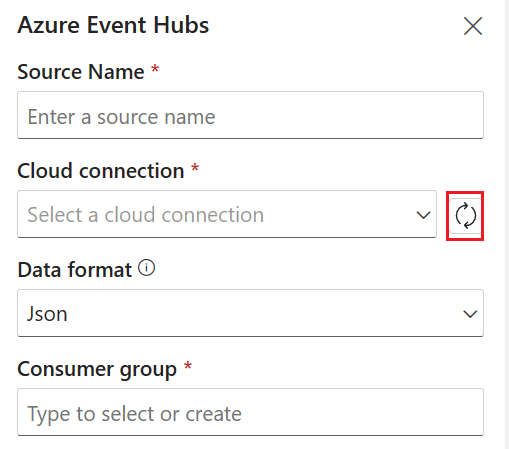 Azure Event Hubs
Source Name *
Enter a source name
Cloud connection *
Select a cloud connection
Data format
Json
Consumer group *
Type to select or create